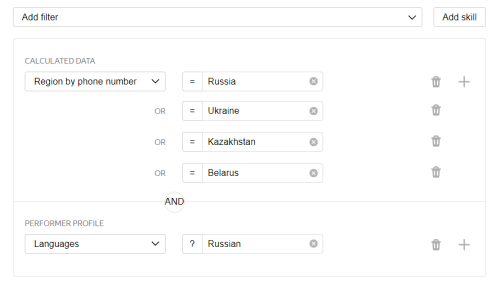 Add filter
Add skill
CALCULATED DATA
Region by phone number = Russia
OR = Ukraine
OR = Kazakhstan
OR = Belarus
AND
PERFORMER PROFILE
Languages ? Russian